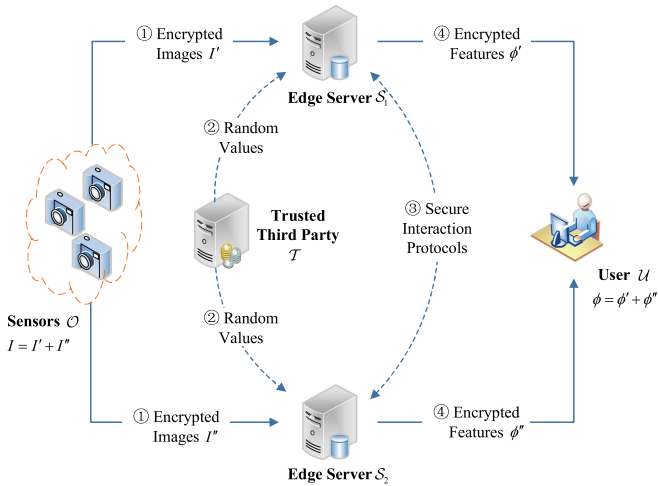 ① Encrypted
Images I′
④ Encrypted
Features ϕ′
Edge Server 𝒮₁
② Random
Values
Trusted
Third Party
𝒯
③ Secure
Interaction
Protocols
Sensors 𝒪
I = I′ + I″
User 𝒰
ϕ = ϕ′ + ϕ″
② Random
Values
① Encrypted
Images I″
④ Encrypted
Features ϕ″
Edge Server 𝒮₂